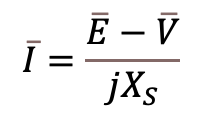 Ī = (Ē − V̄) / jX_S